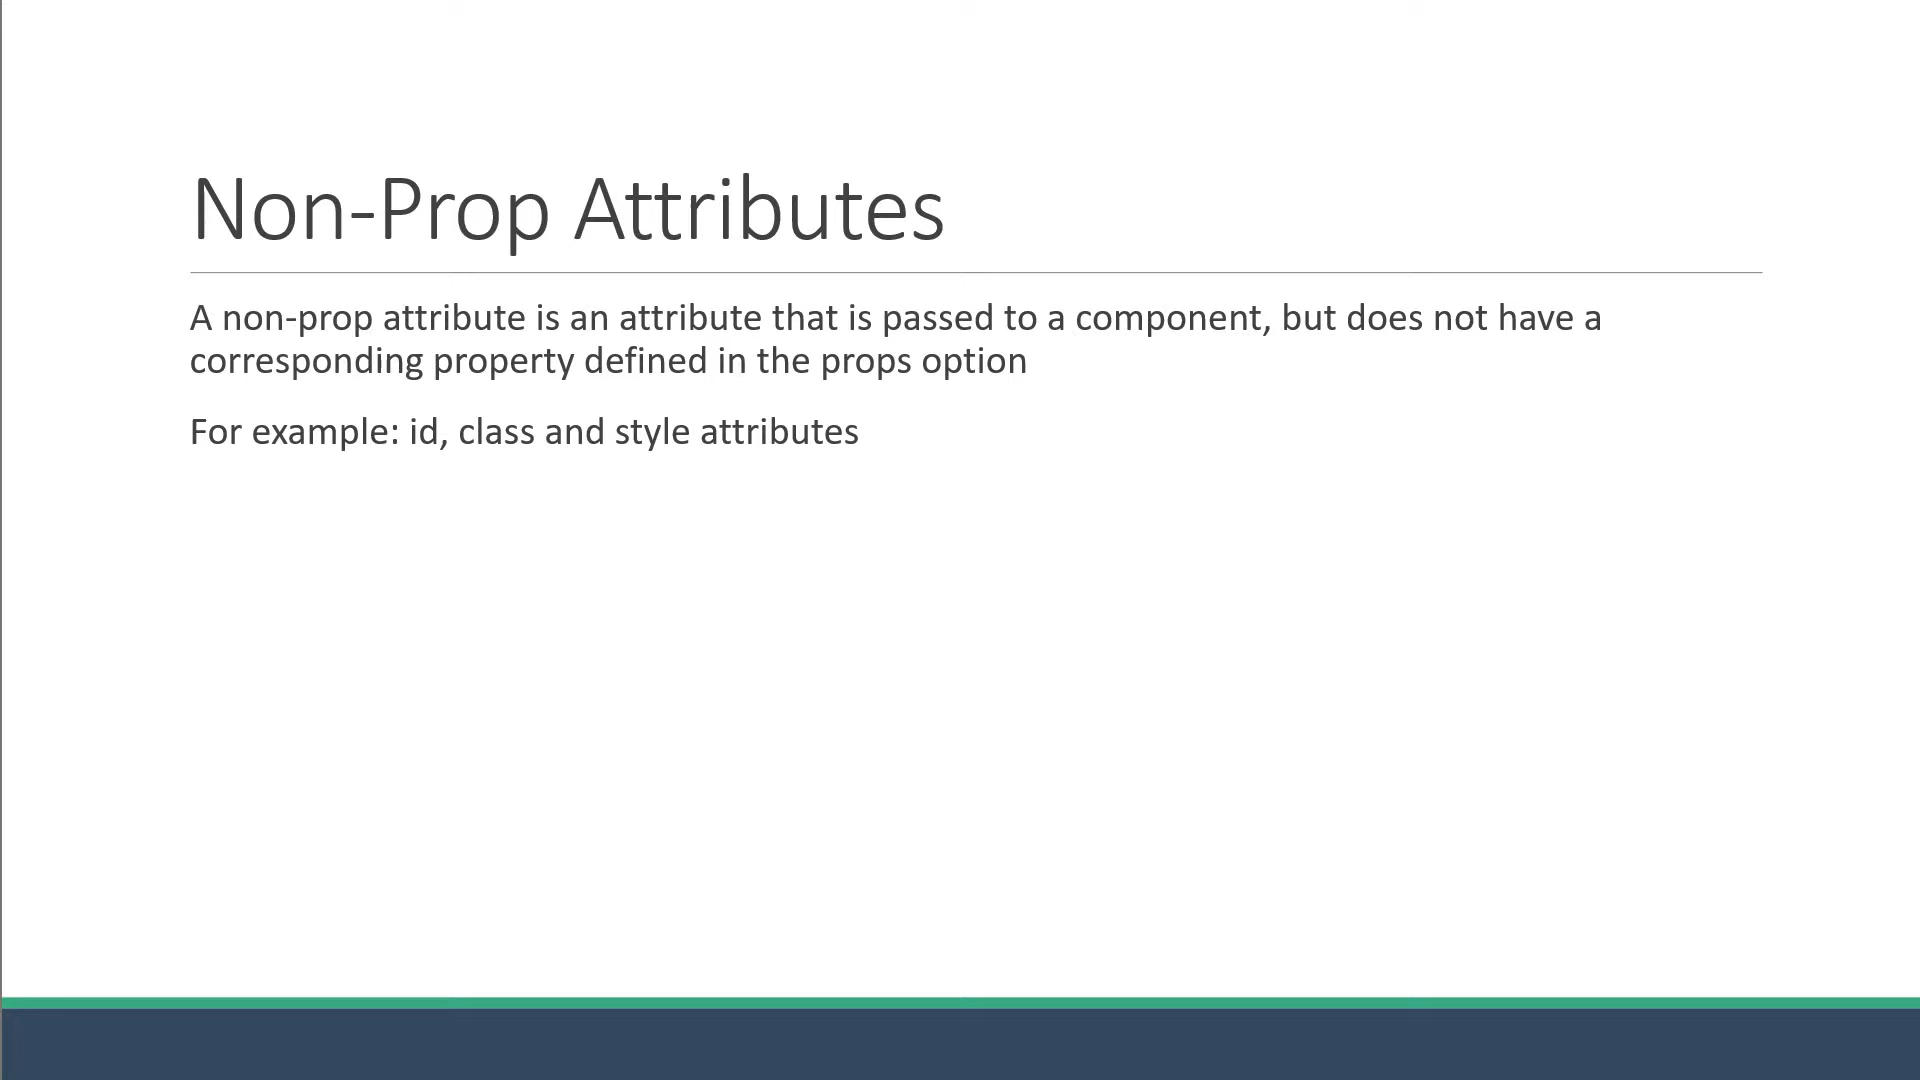 Non-Prop Attributes
A non-prop attribute is an attribute that is passed to a component, but does not have a
corresponding property defined in the props option
For example: id, class and style attributes